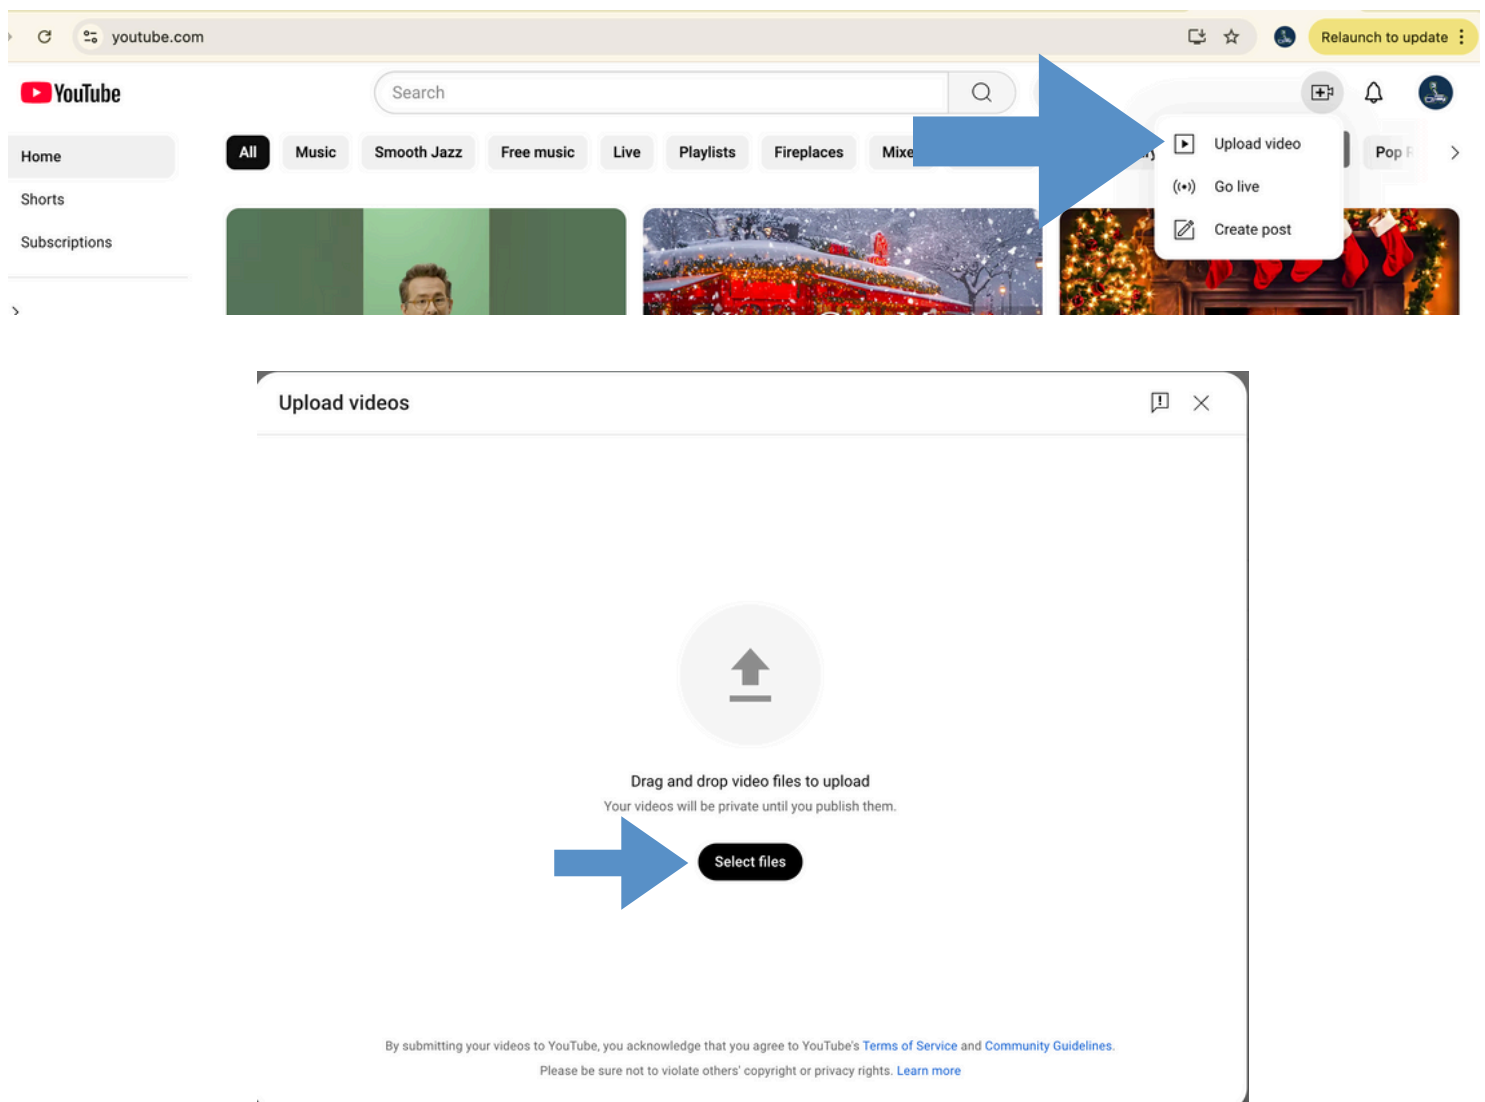 youtube.com
Relaunch to update
YouTube
Search
Home
All
Music
Smooth Jazz
Free music
Live
Playlists
Fireplaces
Upload video
Pop
Shorts
Go live
Subscriptions
Create post
Upload videos
Drag and drop video files to upload
Your videos will be private until you publish them.
Select files
By submitting your videos to YouTube, you acknowledge that you agree to YouTube's Terms of Service and Community Guidelines.
Please be sure not to violate others' copyright or privacy rights. Learn more